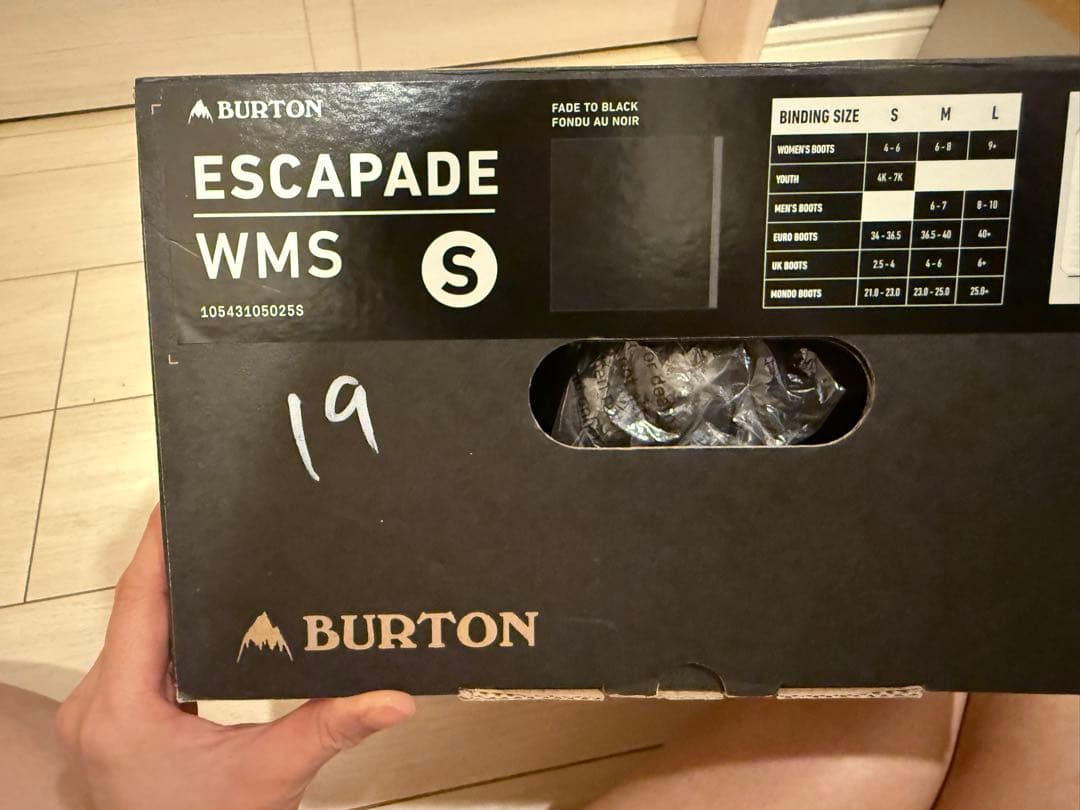 BURTON
ESCAPADE
WMS
S
10543105025S
FADE TO BLACK
FONDU AU NOIR
BINDING SIZE S M L
WOMEN'S BOOTS 4-6 6-8 9+
YOUTH 4K-7K
MEN'S BOOTS 6-7 8-10
EURO BOOTS 34-36.5 36.5-40 40+
UK BOOTS 2.5-4 4-6 6+
MONDO BOOTS 21.0-23.0 23.0-25.0 25.0+
19
BURTON